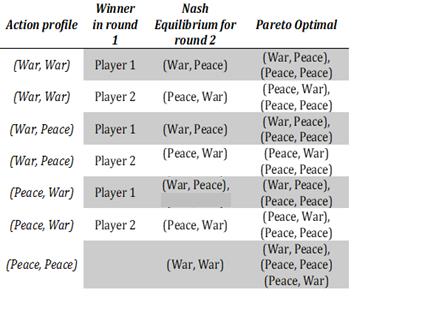 Winner
Nash
Action profile in round Equilibrium for Pareto Optimal
1 round 2
(War, War) Player 1 (War, Peace) (War, Peace),
(Peace, Peace)
(War, War) Player 2 (Peace, War) (Peace, War),
(Peace, Peace)
(War, Peace) Player 1 (War, Peace) (War, Peace),
(Peace, Peace)
(War, Peace) Player 2 (Peace, War) (Peace, War)
(Peace, Peace)
(Peace, War) Player 1 (War, Peace), (War, Peace),
(Peace, Peace)
(Peace, War) Player 2 (Peace, War) (Peace, War),
(Peace, Peace)
(Peace, Peace) (War, War) (War, Peace),
(Peace, Peace)
(Peace, War)